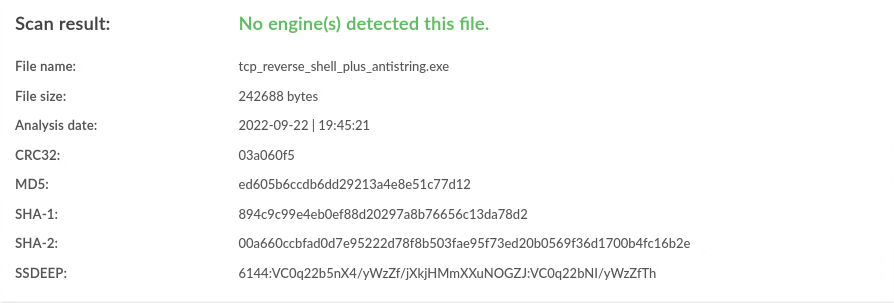 Scan result: No engine(s) detected this file.
File name: tcp_reverse_shell_plus_antistring.exe
File size: 242688 bytes
Analysis date: 2022-09-22 | 19:45:21
CRC32: 03a060f5
MD5: ed605b6ccdb6dd29213a4e8e51c77d12
SHA-1: 894c9c99e4eb0ef88d20297a8b76656c13da78d2
SHA-2: 00a660ccbfad0d7e95222d78f8b503fae95f73ed20b0569f36d1700b4fc16b2e
SSDEEP: 6144:VC0q22b5nX4/yWzZf/jXkjHMmXXuNOGZJ:VC0q22bNI/yWzZfTh